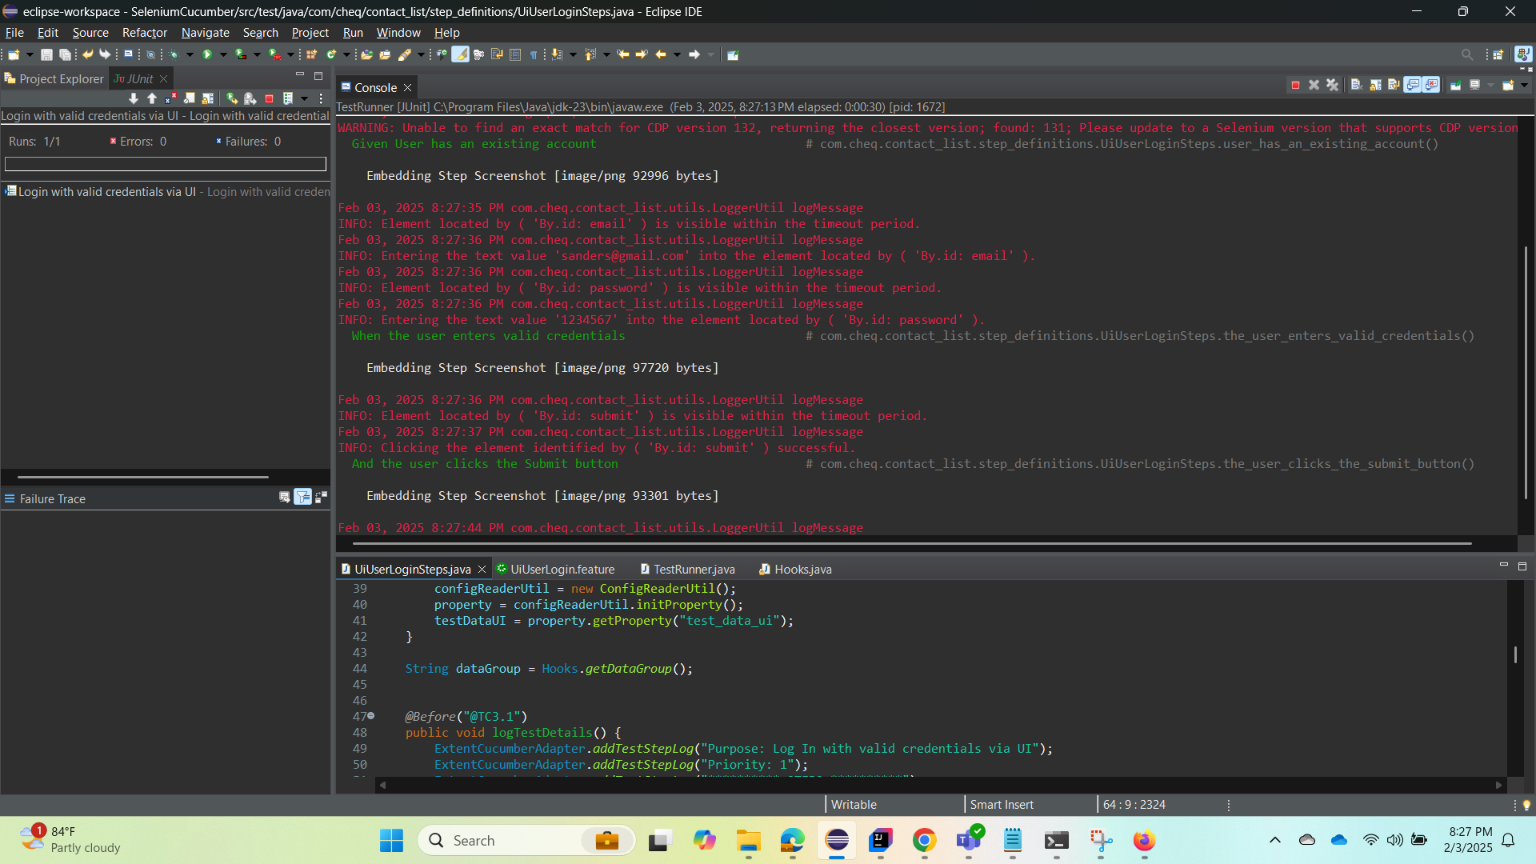 eclipse-workspace - SeleniumCucumber/src/test/java/com/cheq/contact_list/step_definitions/UiUserLoginSteps.java - Eclipse IDE
File Edit Source Refactor Navigate Search Project Run Window Help
Project Explorer
JUnit
Console
TestRunner [JUnit] C:\Program Files\Java\jdk-23\bin\javaw.exe (Feb 3, 2025, 8:27:13 PM elapsed: 0:00:30) [pid: 1672]
Login with valid credentials via UI - Login with valid credential
Runs: 1/1 Errors: 0 Failures: 0
Login with valid credentials via UI - Login with valid creden
WARNING: Unable to find an exact match for CDP version 132, returning the closest version; found: 131; Please update to a Selenium version that supports CDP version
Given User has an existing account # com.cheq.contact_list.step_definitions.UiUserLoginSteps.user_has_an_existing_account()
Embedding Step Screenshot [image/png 92996 bytes]
Feb 03, 2025 8:27:35 PM com.cheq.contact_list.utils.LoggerUtil logMessage
INFO: Element located by ( 'By.id: email' ) is visible within the timeout period.
Feb 03, 2025 8:27:36 PM com.cheq.contact_list.utils.LoggerUtil logMessage
INFO: Entering the text value 'sanders@gmail.com' into the element located by ( 'By.id: email' ).
Feb 03, 2025 8:27:36 PM com.cheq.contact_list.utils.LoggerUtil logMessage
INFO: Element located by ( 'By.id: password' ) is visible within the timeout period.
Feb 03, 2025 8:27:36 PM com.cheq.contact_list.utils.LoggerUtil logMessage
INFO: Entering the text value '1234567' into the element located by ( 'By.id: password' ).
When the user enters valid credentials # com.cheq.contact_list.step_definitions.UiUserLoginSteps.the_user_enters_valid_credentials()
Embedding Step Screenshot [image/png 97720 bytes]
Feb 03, 2025 8:27:36 PM com.cheq.contact_list.utils.LoggerUtil logMessage
INFO: Element located by ( 'By.id: submit' ) is visible within the timeout period.
Feb 03, 2025 8:27:37 PM com.cheq.contact_list.utils.LoggerUtil logMessage
INFO: Clicking the element identified by ( 'By.id: submit' ) successful.
And the user clicks the Submit button # com.cheq.contact_list.step_definitions.UiUserLoginSteps.the_user_clicks_the_submit_button()
Embedding Step Screenshot [image/png 93301 bytes]
Feb 03, 2025 8:27:44 PM com.cheq.contact_list.utils.LoggerUtil logMessage
Failure Trace
UiUserLoginSteps.java UiUserLogin.feature TestRunner.java Hooks.java
39 configReaderUtil = new ConfigReaderUtil();
40 property = configReaderUtil.initProperty();
41 testDataUI = property.getProperty("test_data_ui");
42 }
43
44 String dataGroup = Hooks.getDataGroup();
45
46
47 @Before("@TC3.1")
48 public void logTestDetails() {
49 ExtentCucumberAdapter.addTestStepLog("Purpose: Log In with valid credentials via UI");
50 ExtentCucumberAdapter.addTestStepLog("Priority: 1");
Writable Smart Insert 64 : 9 : 2324
1
84°F
Partly cloudy
Search
8:27 PM
2/3/2025